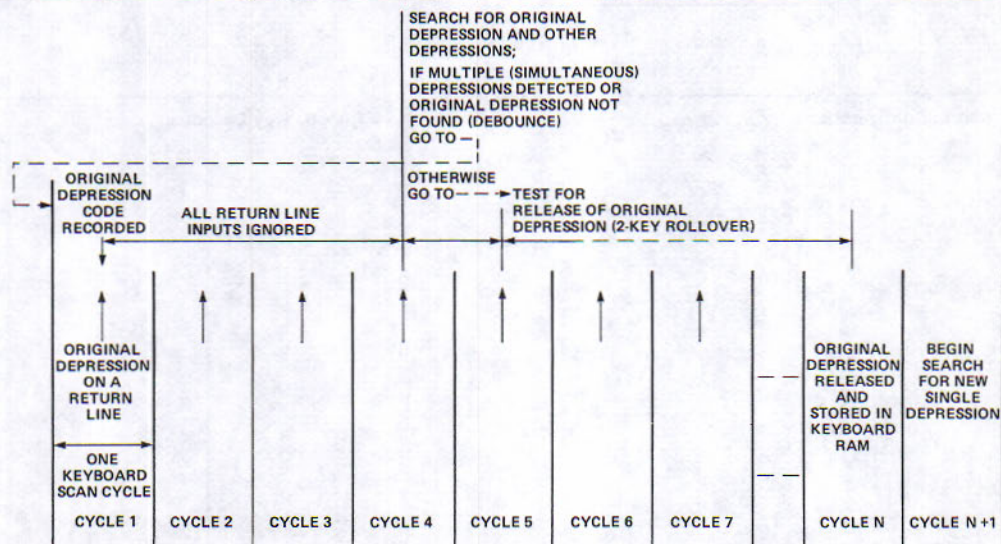 SEARCH FOR ORIGINAL
DEPRESSION AND OTHER
DEPRESSIONS;
IF MULTIPLE (SIMULTANEOUS)
DEPRESSIONS DETECTED OR
ORIGINAL DEPRESSION NOT
FOUND (DEBOUNCE)
GO TO
OTHERWISE
GO TO
TEST FOR
RELEASE OF ORIGINAL
DEPRESSION (2-KEY ROLLOVER)
ORIGINAL
DEPRESSION
CODE
RECORDED
ALL RETURN LINE
INPUTS IGNORED
ORIGINAL
DEPRESSION
ON A
RETURN
LINE
ONE
KEYBOARD
SCAN CYCLE
ORIGINAL
DEPRESSION
RELEASED
AND
STORED IN
KEYBOARD
RAM
BEGIN
SEARCH
FOR NEW
SINGLE
DEPRESSION
CYCLE 1
CYCLE 2
CYCLE 3
CYCLE 4
CYCLE 5
CYCLE 6
CYCLE 7
CYCLE N
CYCLE N +1